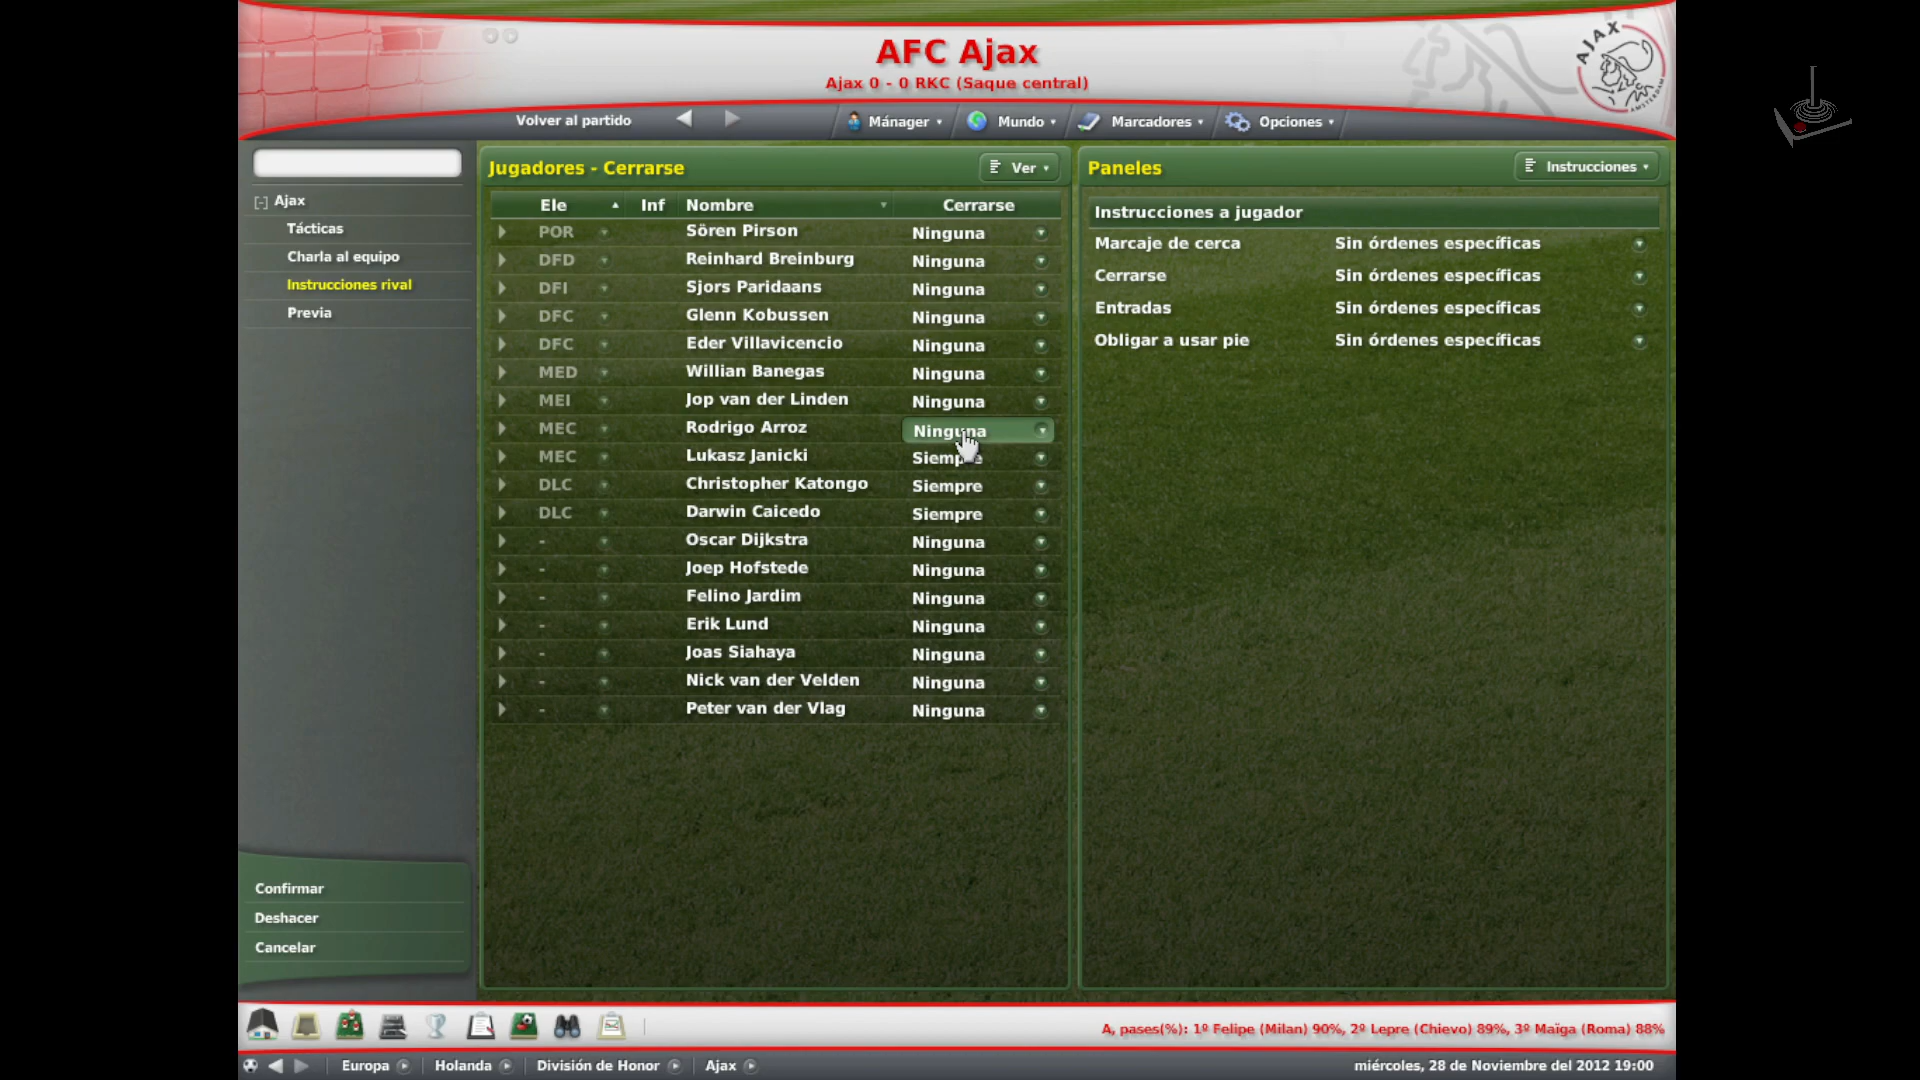 AFC Ajax
Ajax 0 - 0 RKC (Saque central)
AJAX
AMSTERDAM
Volver al partido
Mánager
Mundo
Marcadores
Opciones
[-] Ajax
Tácticas
Charla al equipo
Instrucciones rival
Previa
Confirmar
Deshacer
Cancelar
Jugadores - Cerrarse
Ver
Ele Inf Nombre Cerrarse
POR Sören Pirson Ninguna
DFD Reinhard Breinburg Ninguna
DFI Sjors Paridaans Ninguna
DFC Glenn Kobussen Ninguna
DFC Eder Villavicencio Ninguna
MED Willian Banegas Ninguna
MEI Jop van der Linden Ninguna
MEC Rodrigo Arroz Ninguna
MEC Lukasz Janicki Siempre
DLC Christopher Katongo Siempre
DLC Darwin Caicedo Siempre
- Oscar Dijkstra Ninguna
- Joep Hofstede Ninguna
- Felino Jardim Ninguna
- Erik Lund Ninguna
- Joas Siahaya Ninguna
- Nick van der Velden Ninguna
- Peter van der Vlag Ninguna
Paneles
Instrucciones
Instrucciones a jugador
Marcaje de cerca Sin órdenes específicas
Cerrarse Sin órdenes específicas
Entradas Sin órdenes específicas
Obligar a usar pie Sin órdenes específicas
A, pases(%): 1º Felipe (Milan) 90%, 2º Lepre (Chievo) 89%, 3º Maïga (Roma) 88%
Europa
Holanda
División de Honor
Ajax
miércoles, 28 de Noviembre del 2012 19:00